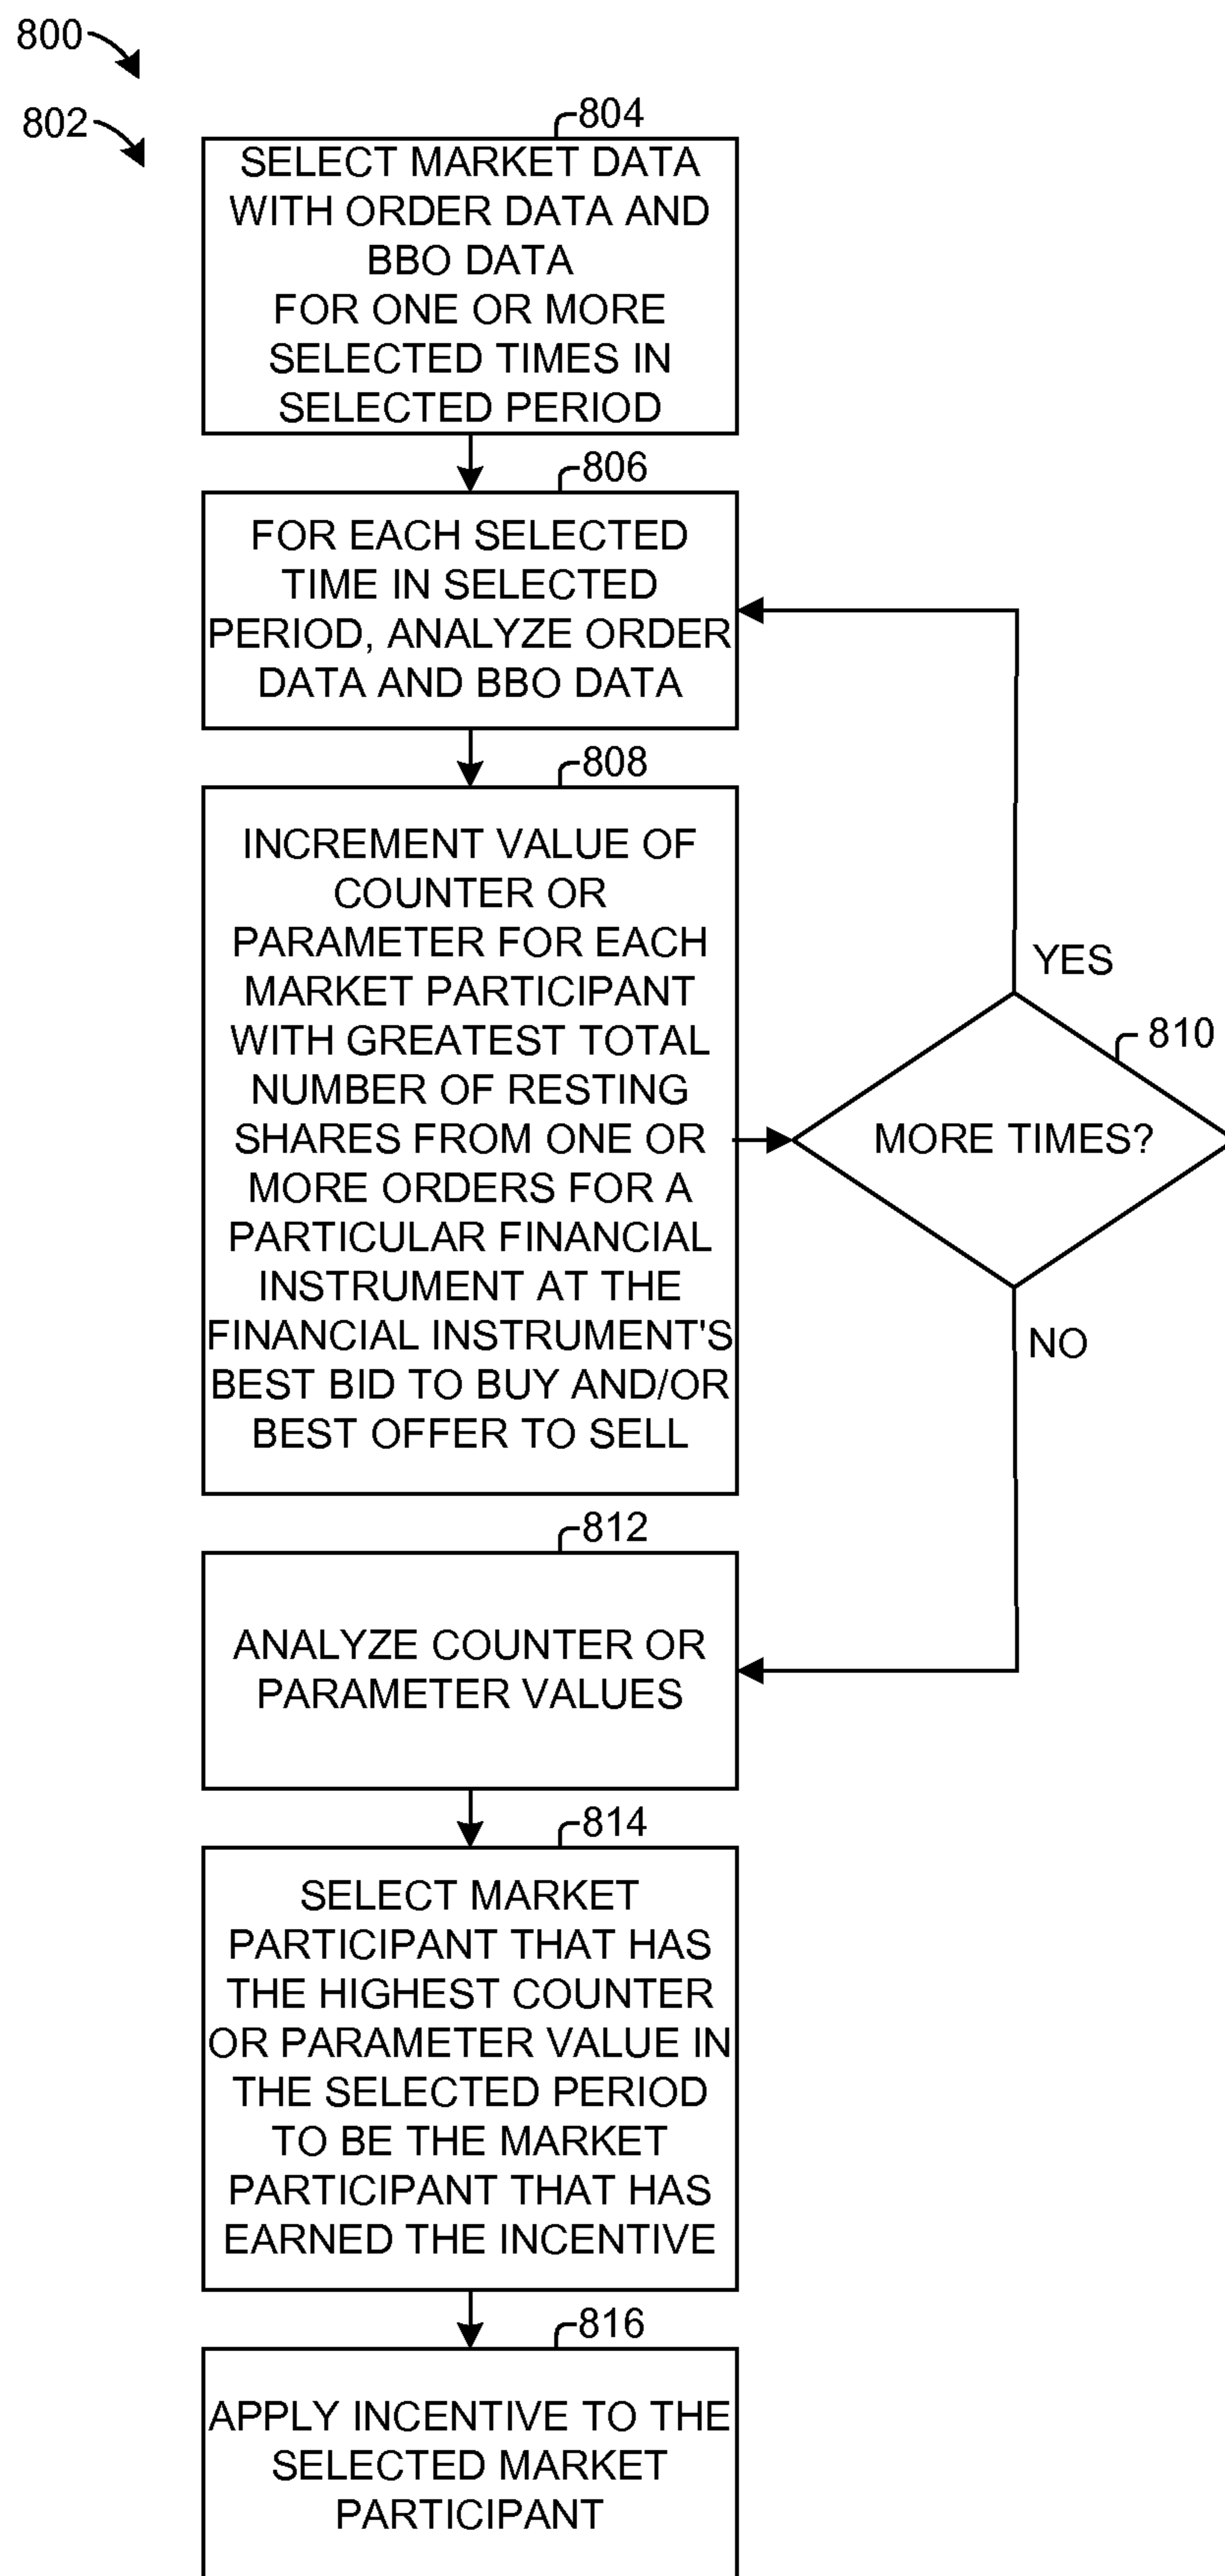 800
802
804
SELECT MARKET DATA
WITH ORDER DATA AND
BBO DATA
FOR ONE OR MORE
SELECTED TIMES IN
SELECTED PERIOD
806
FOR EACH SELECTED
TIME IN SELECTED
PERIOD, ANALYZE ORDER
DATA AND BBO DATA
808
INCREMENT VALUE OF
COUNTER OR
PARAMETER FOR EACH
MARKET PARTICIPANT
WITH GREATEST TOTAL
NUMBER OF RESTING
SHARES FROM ONE OR
MORE ORDERS FOR A
PARTICULAR FINANCIAL
INSTRUMENT AT THE
FINANCIAL INSTRUMENT'S
BEST BID TO BUY AND/OR
BEST OFFER TO SELL
YES
810
MORE TIMES?
NO
812
ANALYZE COUNTER OR
PARAMETER VALUES
814
SELECT MARKET
PARTICIPANT THAT HAS
THE HIGHEST COUNTER
OR PARAMETER VALUE IN
THE SELECTED PERIOD
TO BE THE MARKET
PARTICIPANT THAT HAS
EARNED THE INCENTIVE
816
APPLY INCENTIVE TO THE
SELECTED MARKET
PARTICIPANT